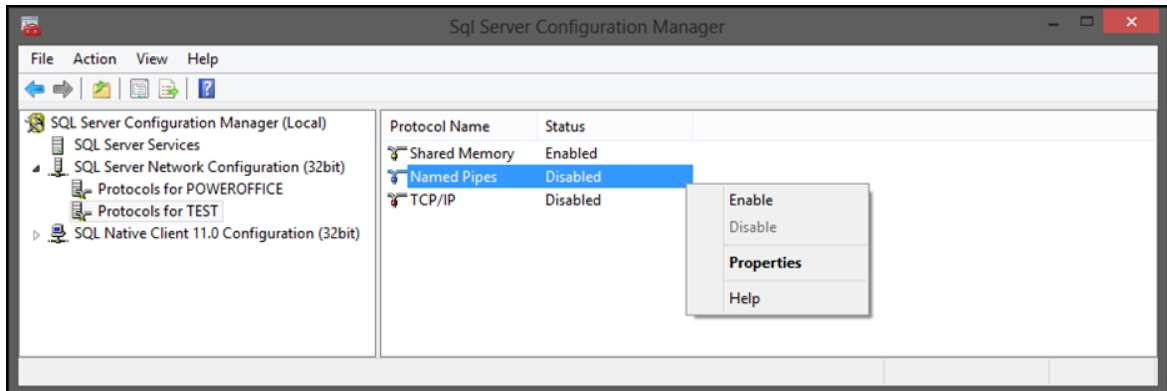 Sql Server Configuration Manager
File Action View Help
SQL Server Configuration Manager (Local)
SQL Server Services
SQL Server Network Configuration (32bit)
Protocols for POWEROFFICE
Protocols for TEST
SQL Native Client 11.0 Configuration (32bit)
Protocol Name Status
Shared Memory Enabled
Named Pipes Disabled
TCP/IP Disabled
Enable
Disable
Properties
Help